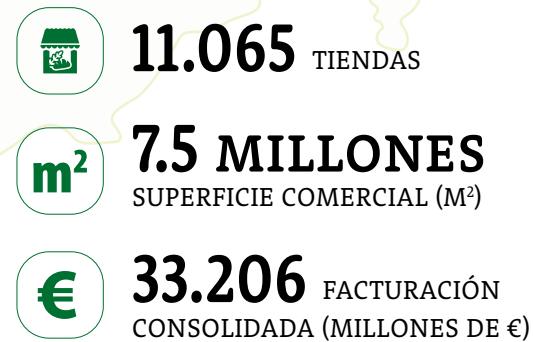 11.065 TIENDAS
m²
7.5 MILLONES
SUPERFICIE COMERCIAL (M²)
€
33.206 FACTURACIÓN
CONSOLIDADA (MILLONES DE €)